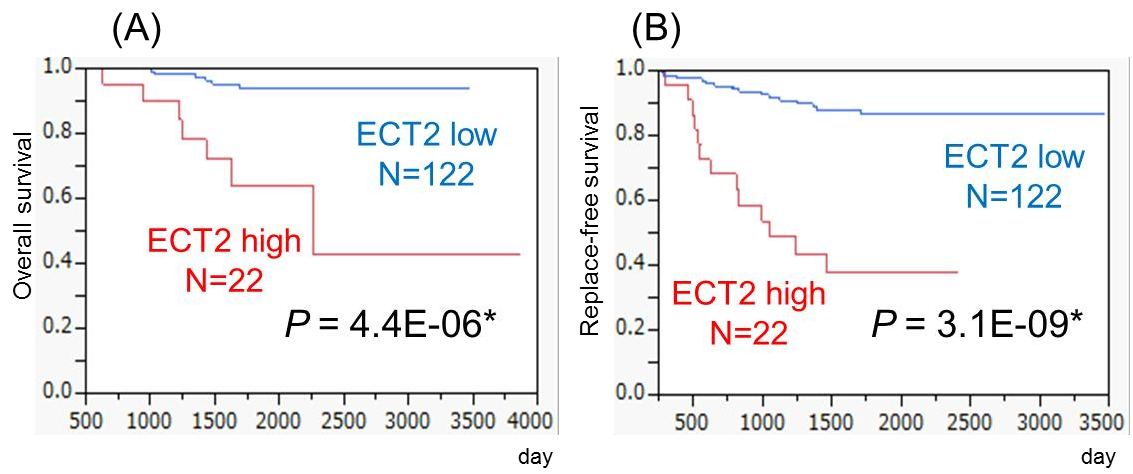 (A)
Overall survival
1.0
0.8
0.6
0.4
0.2
0.0
ECT2 low
N=122
ECT2 high
N=22
P = 4.4E-06*
500 1000 1500 2000 2500 3000 3500 4000
day
(B)
Replace-free survival
1.0
0.8
0.6
0.4
0.2
0.0
ECT2 low
N=122
ECT2 high
N=22
P = 3.1E-09*
500 1000 1500 2000 2500 3000 3500
day